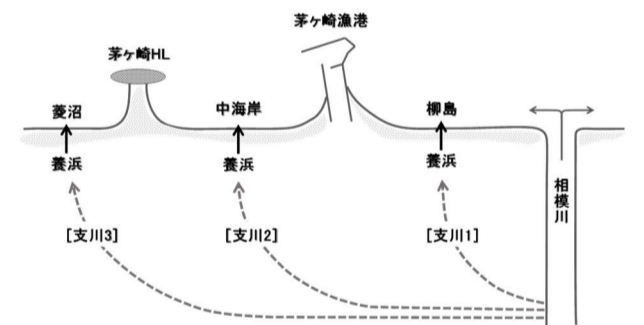 茅ヶ崎漁港
茅ヶ崎HL
菱沼
中海岸
柳島
養浜
養浜
養浜
相模川
[支川3]
[支川2]
[支川1]